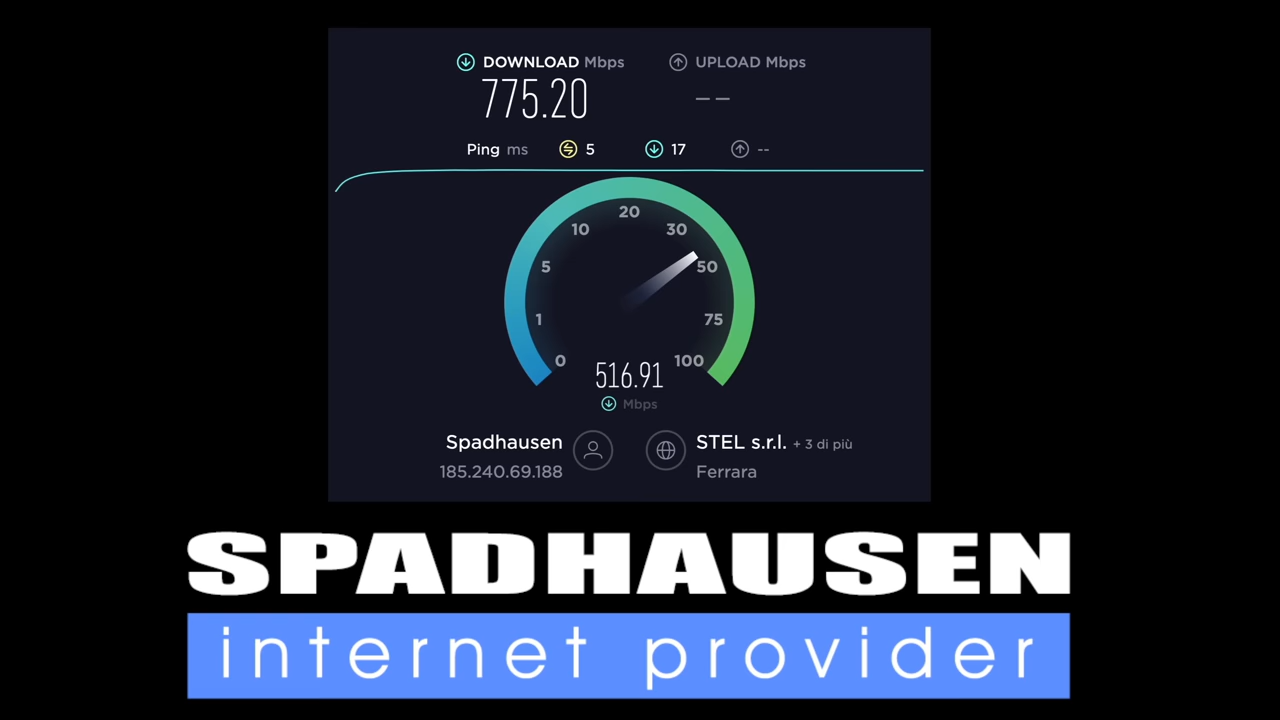 DOWNLOAD Mbps UPLOAD Mbps
775.20 — —
Ping ms 5 17 --
0 1 5 10 20 30 50 75 100
516.91
Mbps
Spadhausen STEL s.r.l. + 3 di più
185.240.69.188 Ferrara
SPADHAUSEN
internet provider